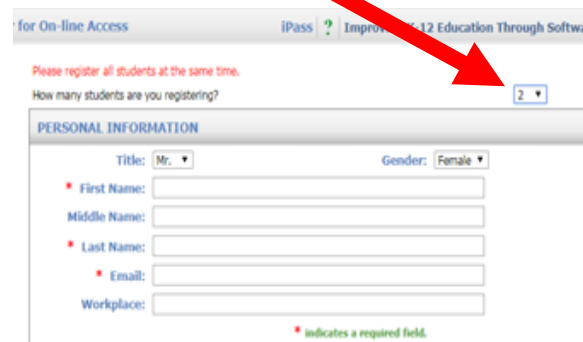 for On-line Access iPass ? Improv K-12 Education Through Softwa
Please register all students at the same time.
How many students are you registering? 2
PERSONAL INFORMATION
Title: Mr. Gender: Female
* First Name:
Middle Name:
* Last Name:
* Email:
Workplace:
* indicates a required field.